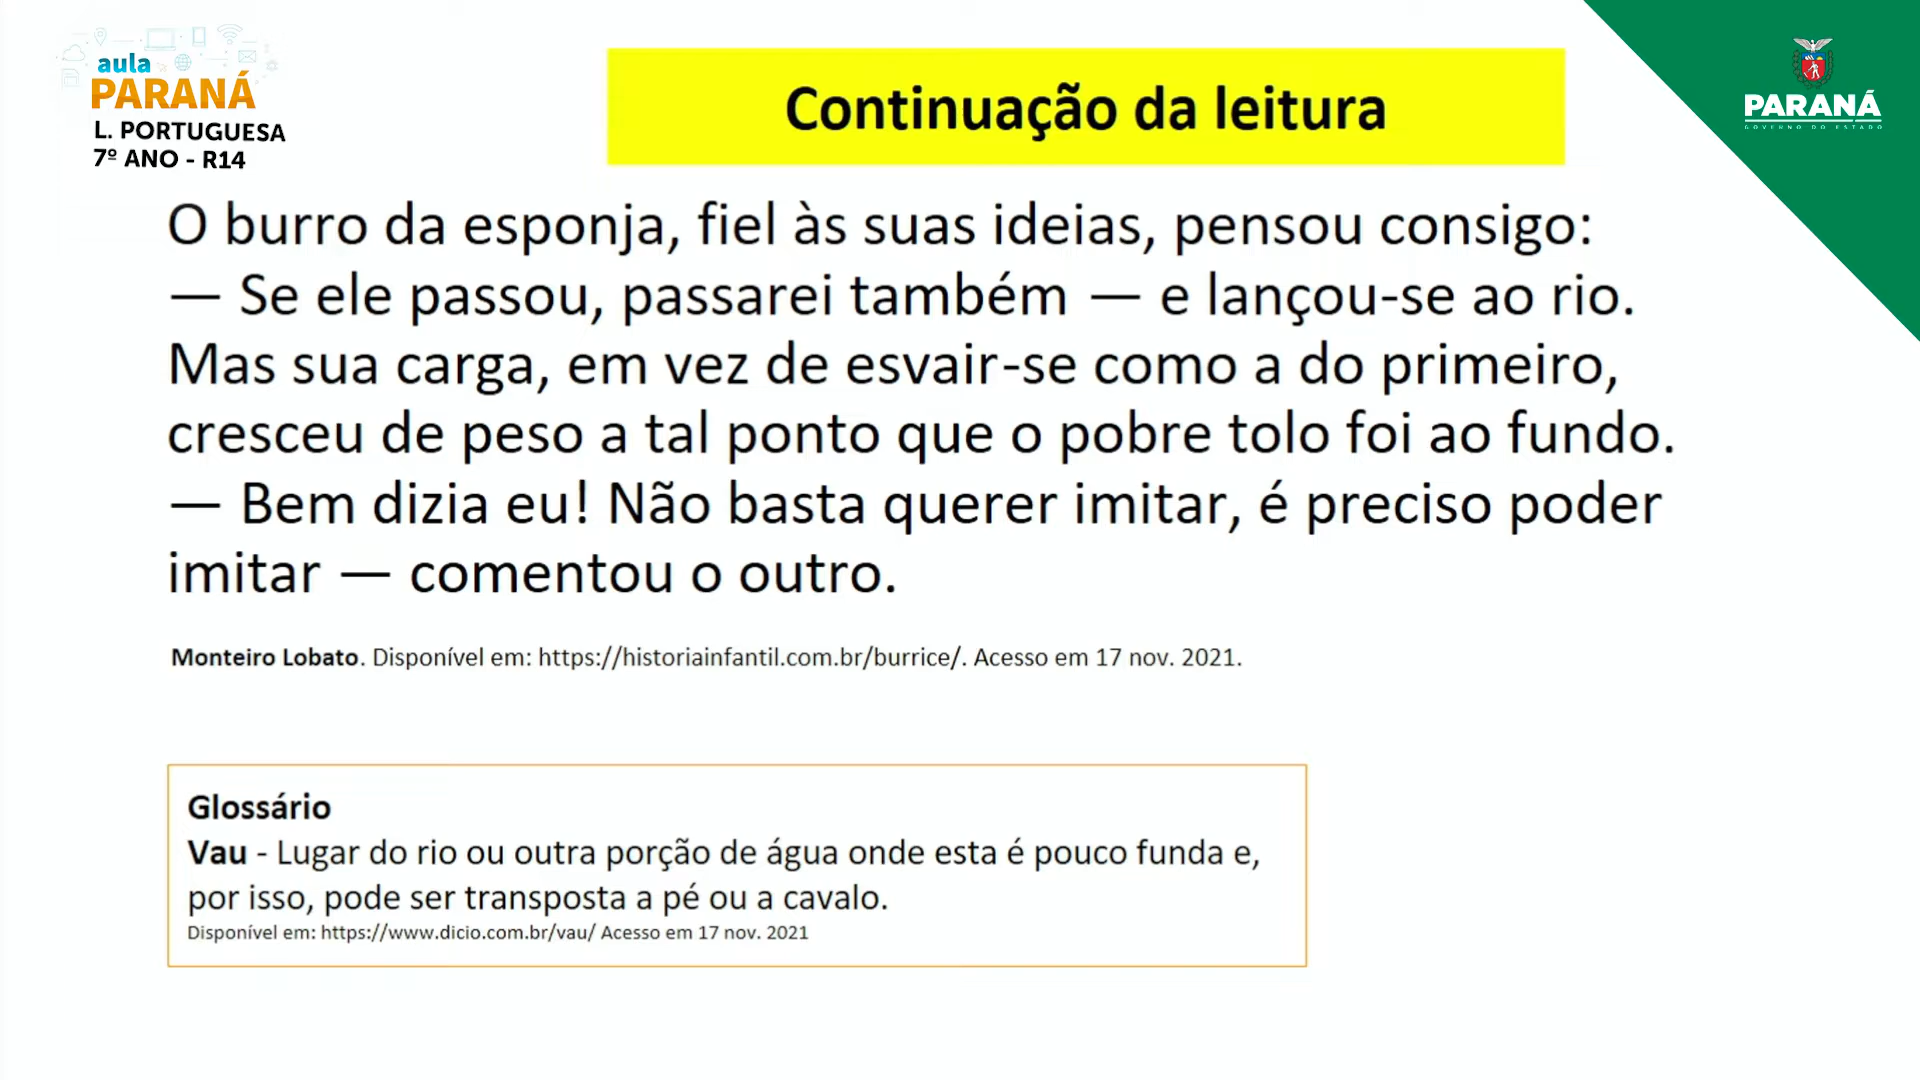 aula
PARANÁ
L. PORTUGUESA
7º ANO - R14
Continuação da leitura
PARANÁ
GOVERNO DO ESTADO
O burro da esponja, fiel às suas ideias, pensou consigo:
— Se ele passou, passarei também — e lançou-se ao rio.
Mas sua carga, em vez de esvair-se como a do primeiro,
cresceu de peso a tal ponto que o pobre tolo foi ao fundo.
— Bem dizia eu! Não basta querer imitar, é preciso poder
imitar — comentou o outro.
Monteiro Lobato. Disponível em: https://historiainfantil.com.br/burrice/. Acesso em 17 nov. 2021.
Glossário
Vau - Lugar do rio ou outra porção de água onde esta é pouco funda e,
por isso, pode ser transposta a pé ou a cavalo.
Disponível em: https://www.dicio.com.br/vau/ Acesso em 17 nov. 2021